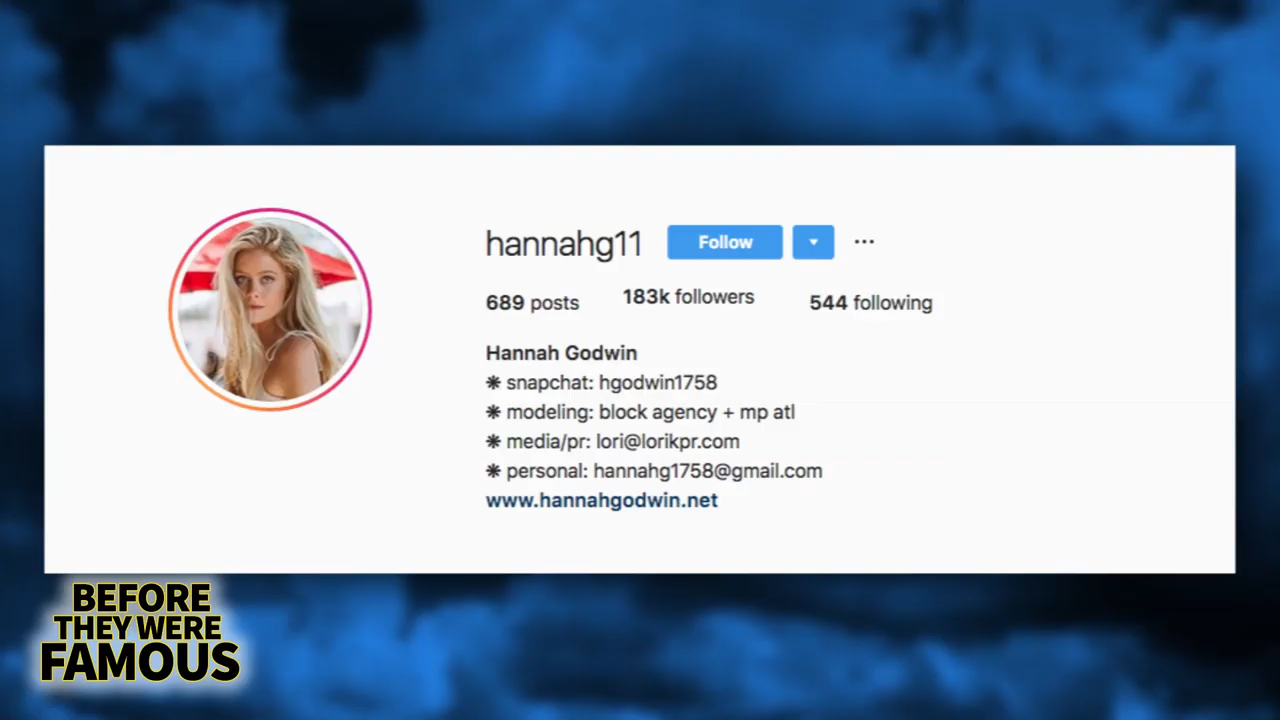 hannahg11 Follow ...
689 posts 183k followers 544 following
Hannah Godwin
❋ snapchat: hgodwin1758
❋ modeling: block agency + mp atl
❋ media/pr: lori@lorikpr.com
❋ personal: hannahg1758@gmail.com
www.hannahgodwin.net
BEFORE
THEY WERE
FAMOUS